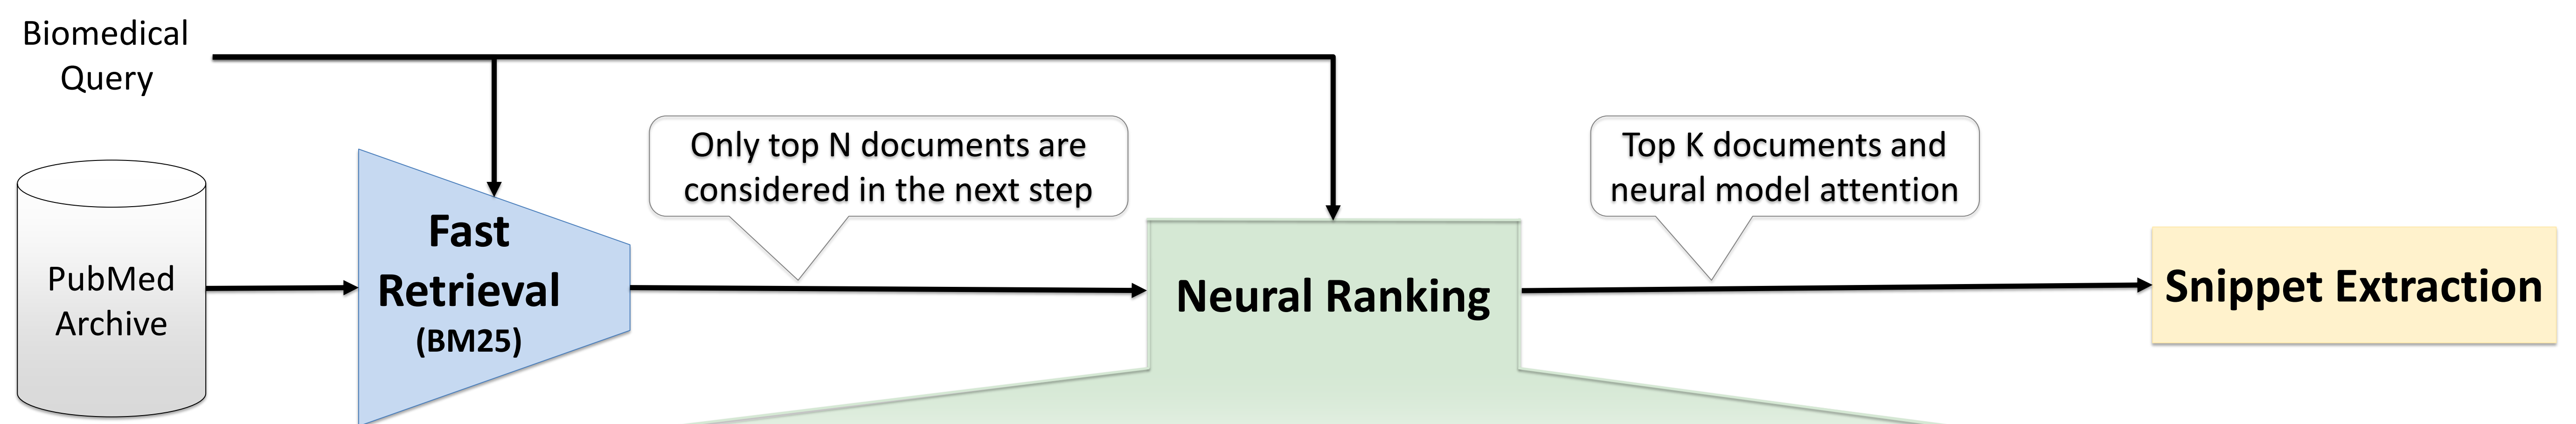 Biomedical
Query
PubMed
Archive
Fast
Retrieval
(BM25)
Only top N documents are
considered in the next step
Neural Ranking
Top K documents and
neural model attention
Snippet Extraction